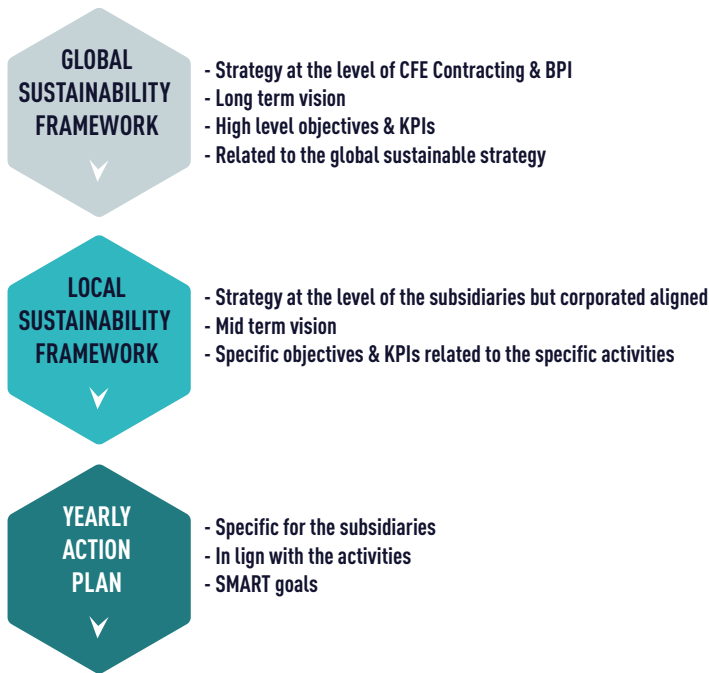 GLOBAL
SUSTAINABILITY
FRAMEWORK
- Strategy at the level of CFE Contracting & BPI
- Long term vision
- High level objectives & KPIs
- Related to the global sustainable strategy
LOCAL
SUSTAINABILITY
FRAMEWORK
- Strategy at the level of the subsidiaries but corporated aligned
- Mid term vision
- Specific objectives & KPIs related to the specific activities
YEARLY
ACTION
PLAN
- Specific for the subsidiaries
- In lign with the activities
- SMART goals